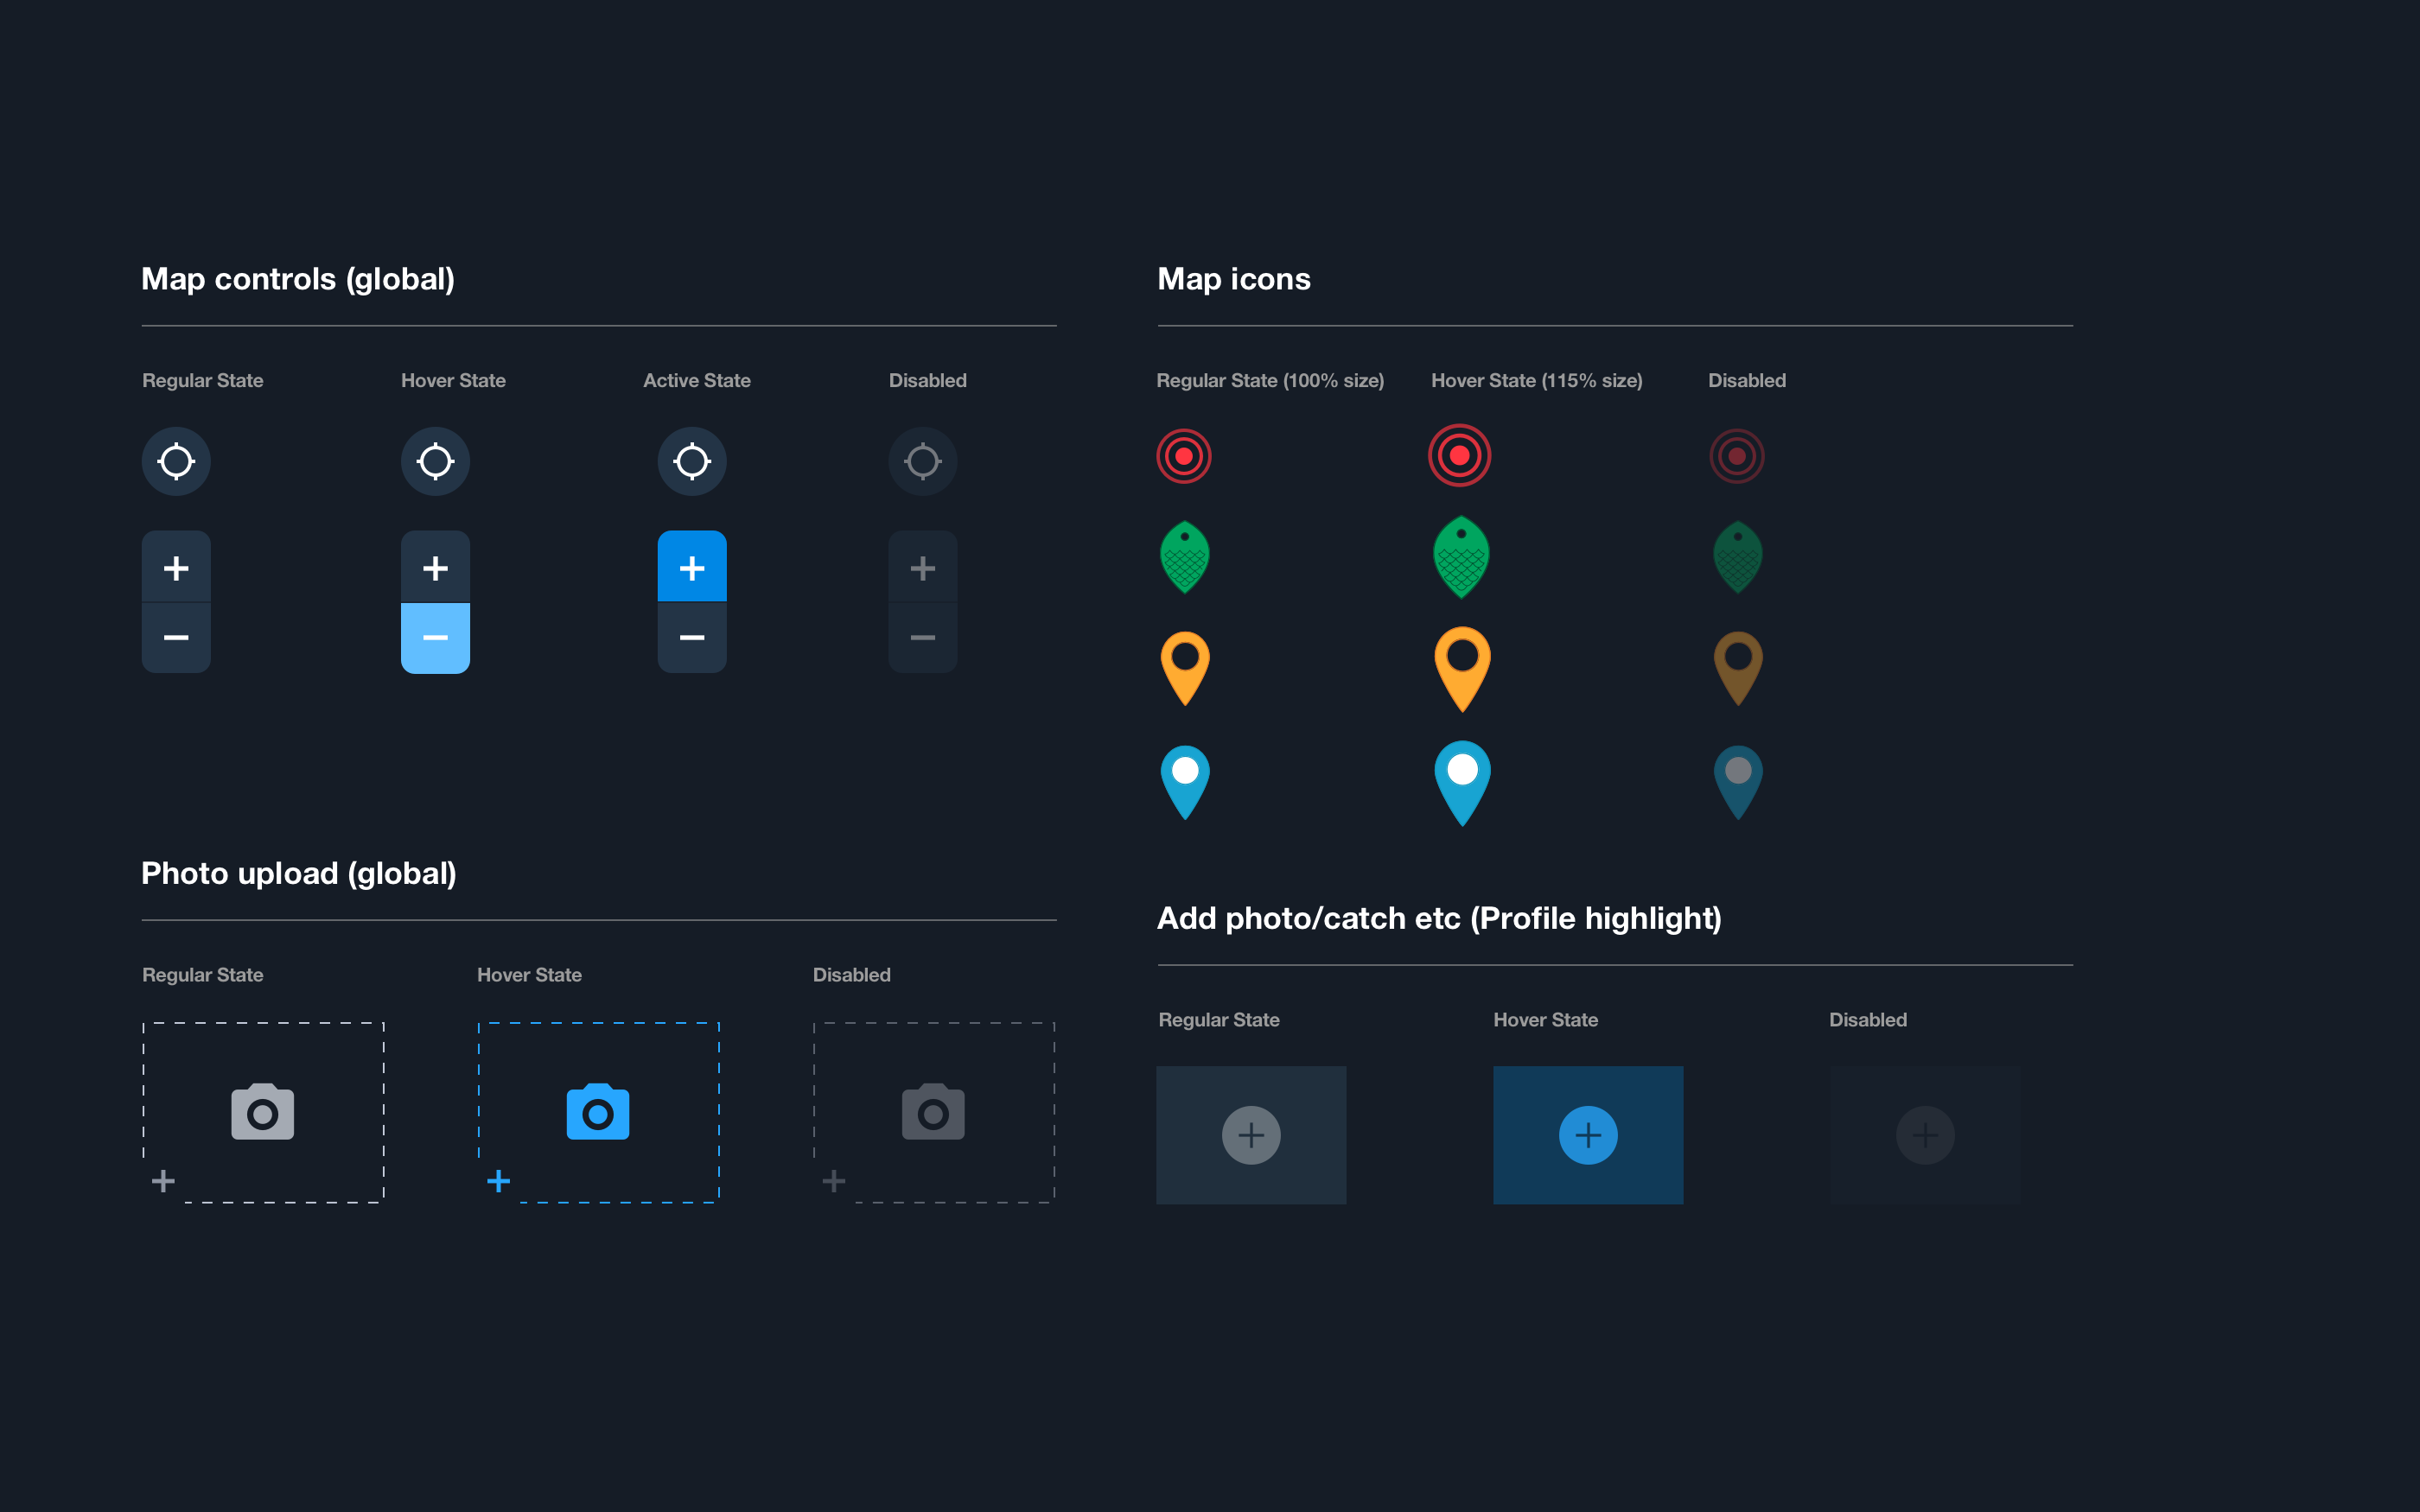 Map controls (global)
Regular State
Hover State
Active State
Disabled
Map icons
Regular State (100% size)
Hover State (115% size)
Disabled
Photo upload (global)
Regular State
Hover State
Disabled
Add photo/catch etc (Profile highlight)
Regular State
Hover State
Disabled